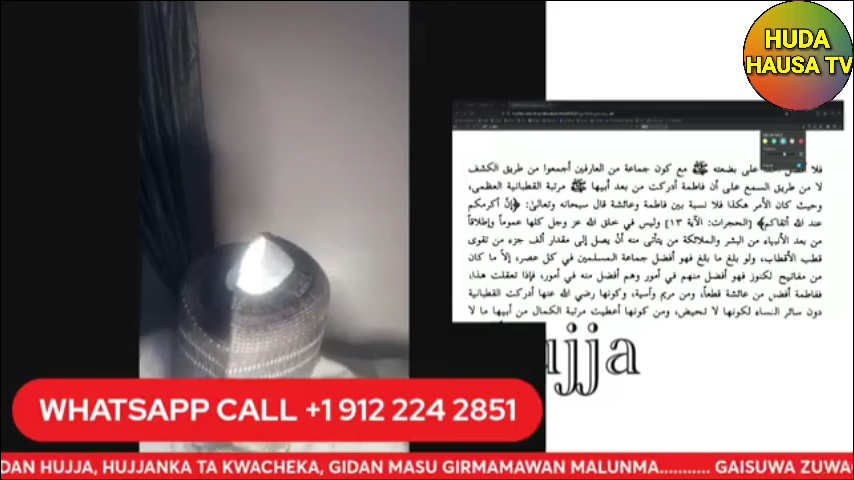 HUDA
HAUSA TV
على بضعته ﷺ مع كون جماعة من العارفين أجمعوا من طريق الكشف
لا من طريق السمع على أن فاطمة أدركت من بعد أبيها ﷺ مرتبة القطبانية العظمى،
وحيث كان الأمر هكذا فلا نسبة بين فاطمة وعائشة قال سبحانه وتعالى: ﴿إِنَّ أكرمكم
عند الله أتقاكم﴾ [الحجرات: الآية ١٣] وليس في خلق الله عز وجل كلها عموماً وإطلاقاً
من بعد الأنبياء من البشر والملائكة من يتأتى منه أن يصل إلى مقدار ألف جزء من تقوى
قطب الأقطاب، ولو بلغ ما بلغ فهو أفضل جماعة المسلمين في كل عصر، إلاّ ما كان
من مفاتيح لكنوز فهو أفضل منهم في أمور وهم أفضل منه في أمور، فإذا تعقلت هذا،
ففاطمة أفضل من عائشة قطعاً، ومن مريم وآسية، وكونها رضي الله عنها أدركت القطبانية
دون سائر النساء لكونها لا تحيض، ومن كونها أعطيت مرتبة الكمال من أبيها ما لا
ujja
WHATSAPP CALL +1 912 224 2851
DAN HUJJA, HUJJANKA TA KWACHEKA, GIDAN MASU GIRMAMAWAN MALUNMA........... GAISUWA ZUWA